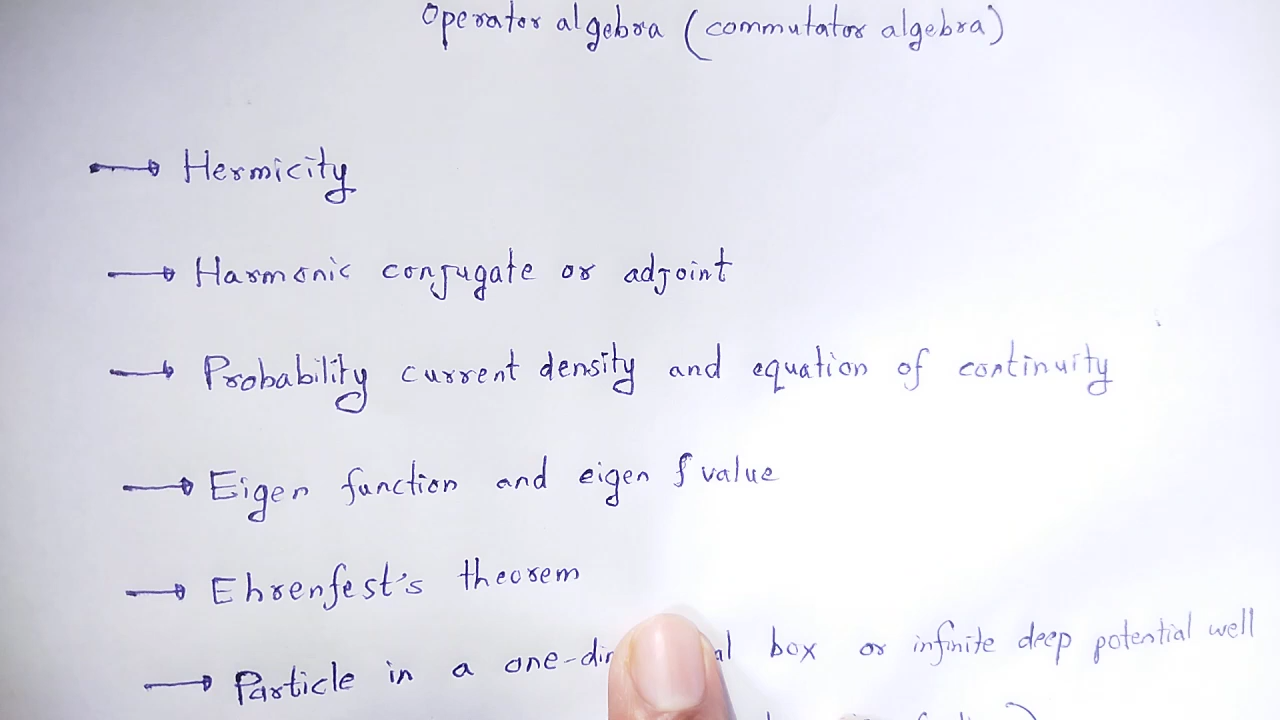 Operator algebra (commutator algebra)
→ Hermicity
→ Harmonic conjugate or adjoint
→ Probability current density and equation of continuity
→ Eigen function and eigen f value
→ Ehrenfest's theorem
→ Particle in a one-dim al box or infinite deep potential well